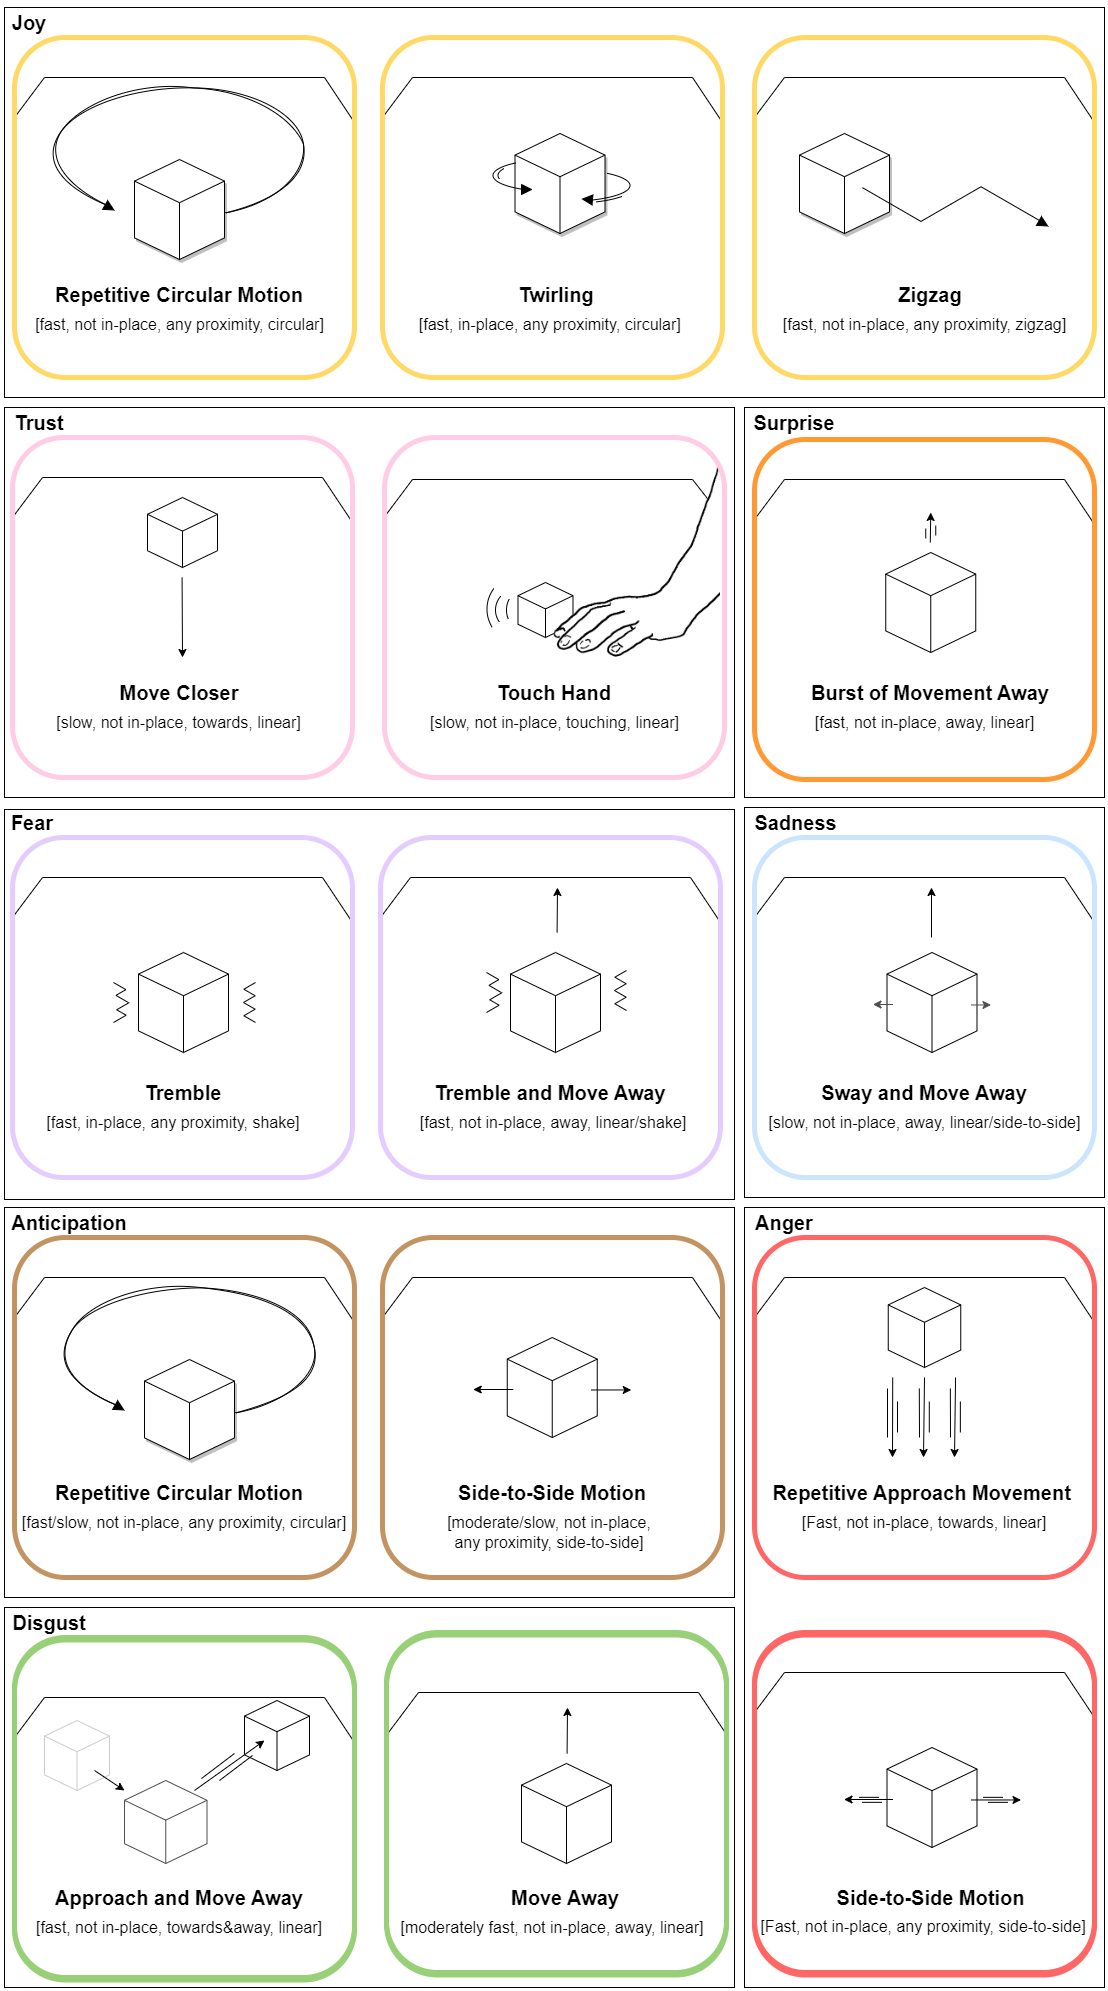 Joy
Repetitive Circular Motion
[fast, not in-place, any proximity, circular]
Twirling
[fast, in-place, any proximity, circular]
Zigzag
[fast, not in-place, any proximity, zigzag]
Trust
Move Closer
[slow, not in-place, towards, linear]
Touch Hand
[slow, not in-place, touching, linear]
Surprise
Burst of Movement Away
[fast, not in-place, away, linear]
Fear
Tremble
[fast, in-place, any proximity, shake]
Tremble and Move Away
[fast, not in-place, away, linear/shake]
Sadness
Sway and Move Away
[slow, not in-place, away, linear/side-to-side]
Anticipation
Repetitive Circular Motion
[fast/slow, not in-place, any proximity, circular]
Side-to-Side Motion
[moderate/slow, not in-place,
any proximity, side-to-side]
Anger
Repetitive Approach Movement
[Fast, not in-place, towards, linear]
Side-to-Side Motion
[Fast, not in-place, any proximity, side-to-side]
Disgust
Approach and Move Away
[fast, not in-place, towards&away, linear]
Move Away
[moderately fast, not in-place, away, linear]